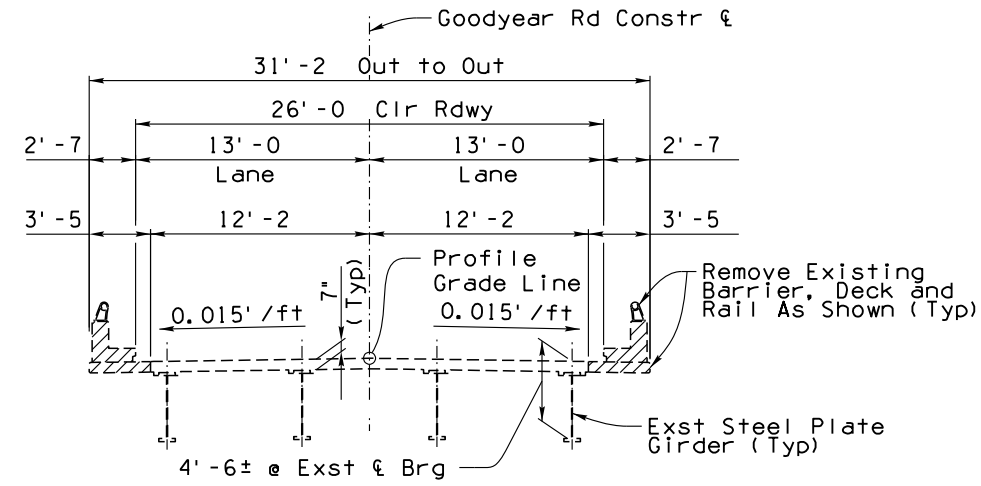 Goodyear Rd Constr ℄
31'-2 Out to Out
26'-0 Clr Rdwy
2'-7 13'-0 13'-0 2'-7
Lane Lane
3'-5 12'-2 12'-2 3'-5
Profile
Grade Line
7"
(Typ)
0.015'/ft 0.015'/ft
Remove Existing
Barrier, Deck and
Rail As Shown (Typ)
Exst Steel Plate
Girder (Typ)
4'-6± @ Exst ℄ Brg